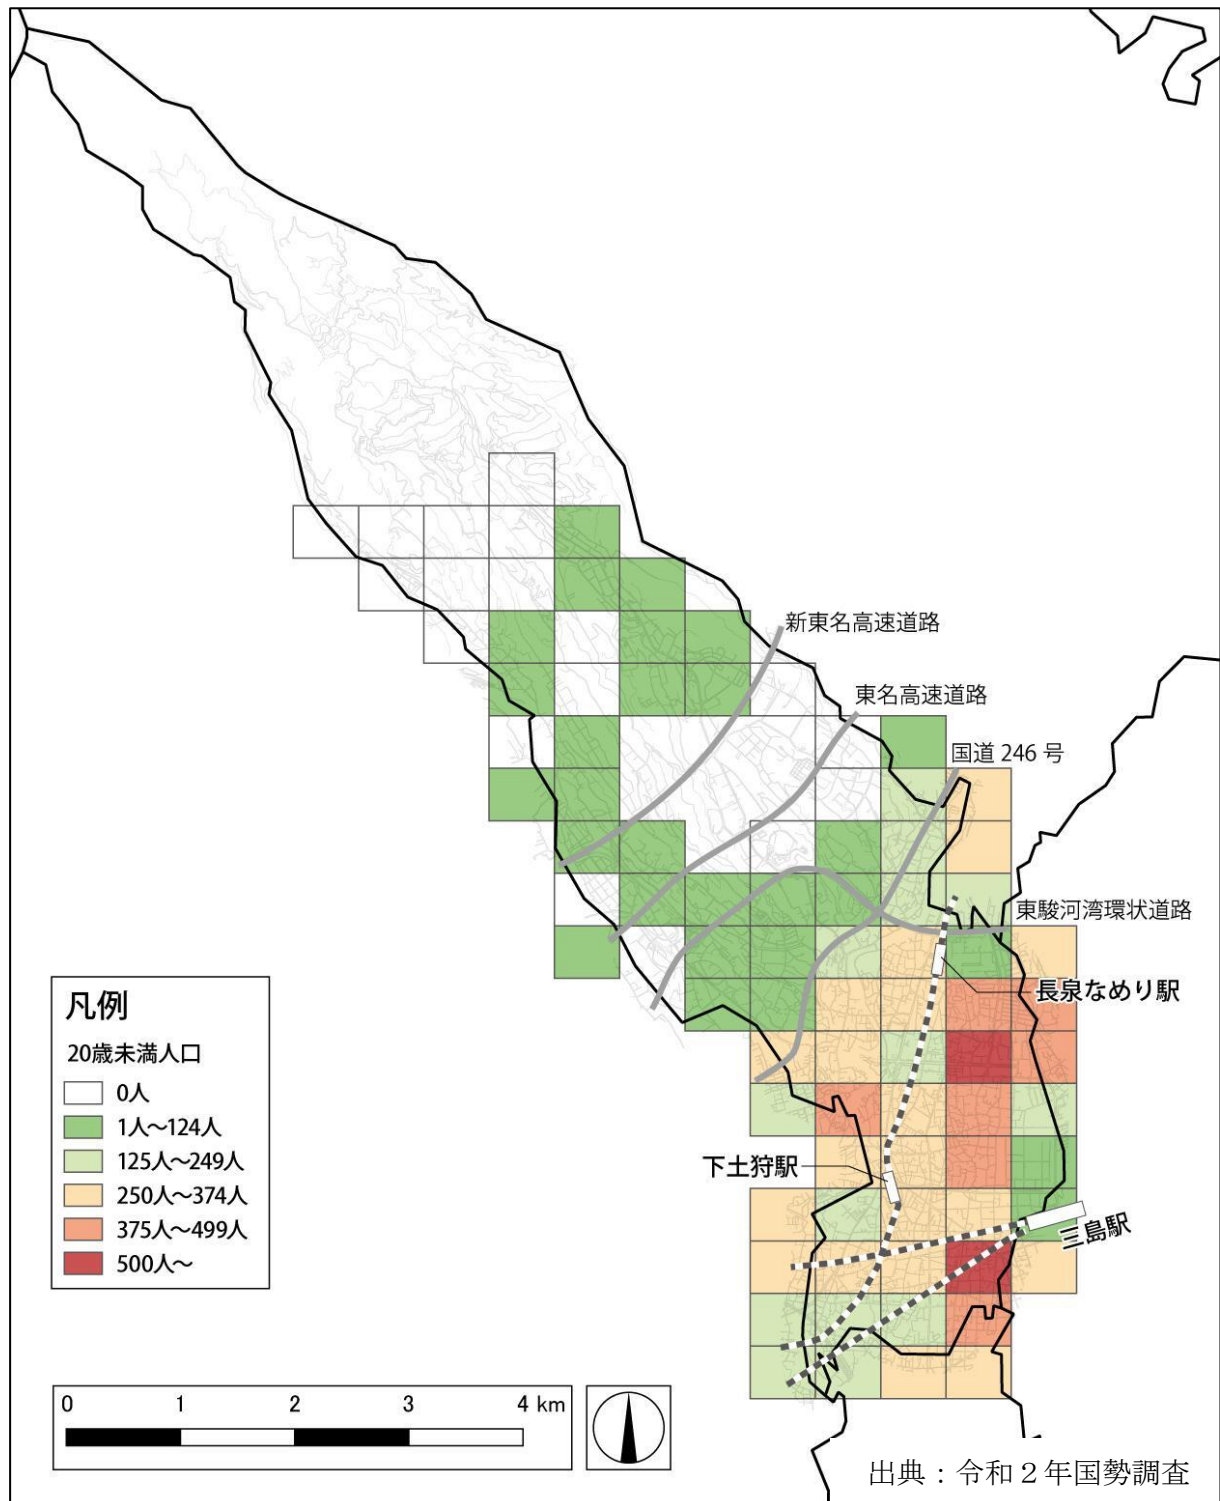 新東名高速道路
東名高速道路
国道 246 号
東駿河湾環状道路
長泉なめり駅
下土狩駅
三島駅
凡例
20歳未満人口
0人
1人～124人
125人～249人
250人～374人
375人～499人
500人～
0 1 2 3 4 km
出典：令和２年国勢調査